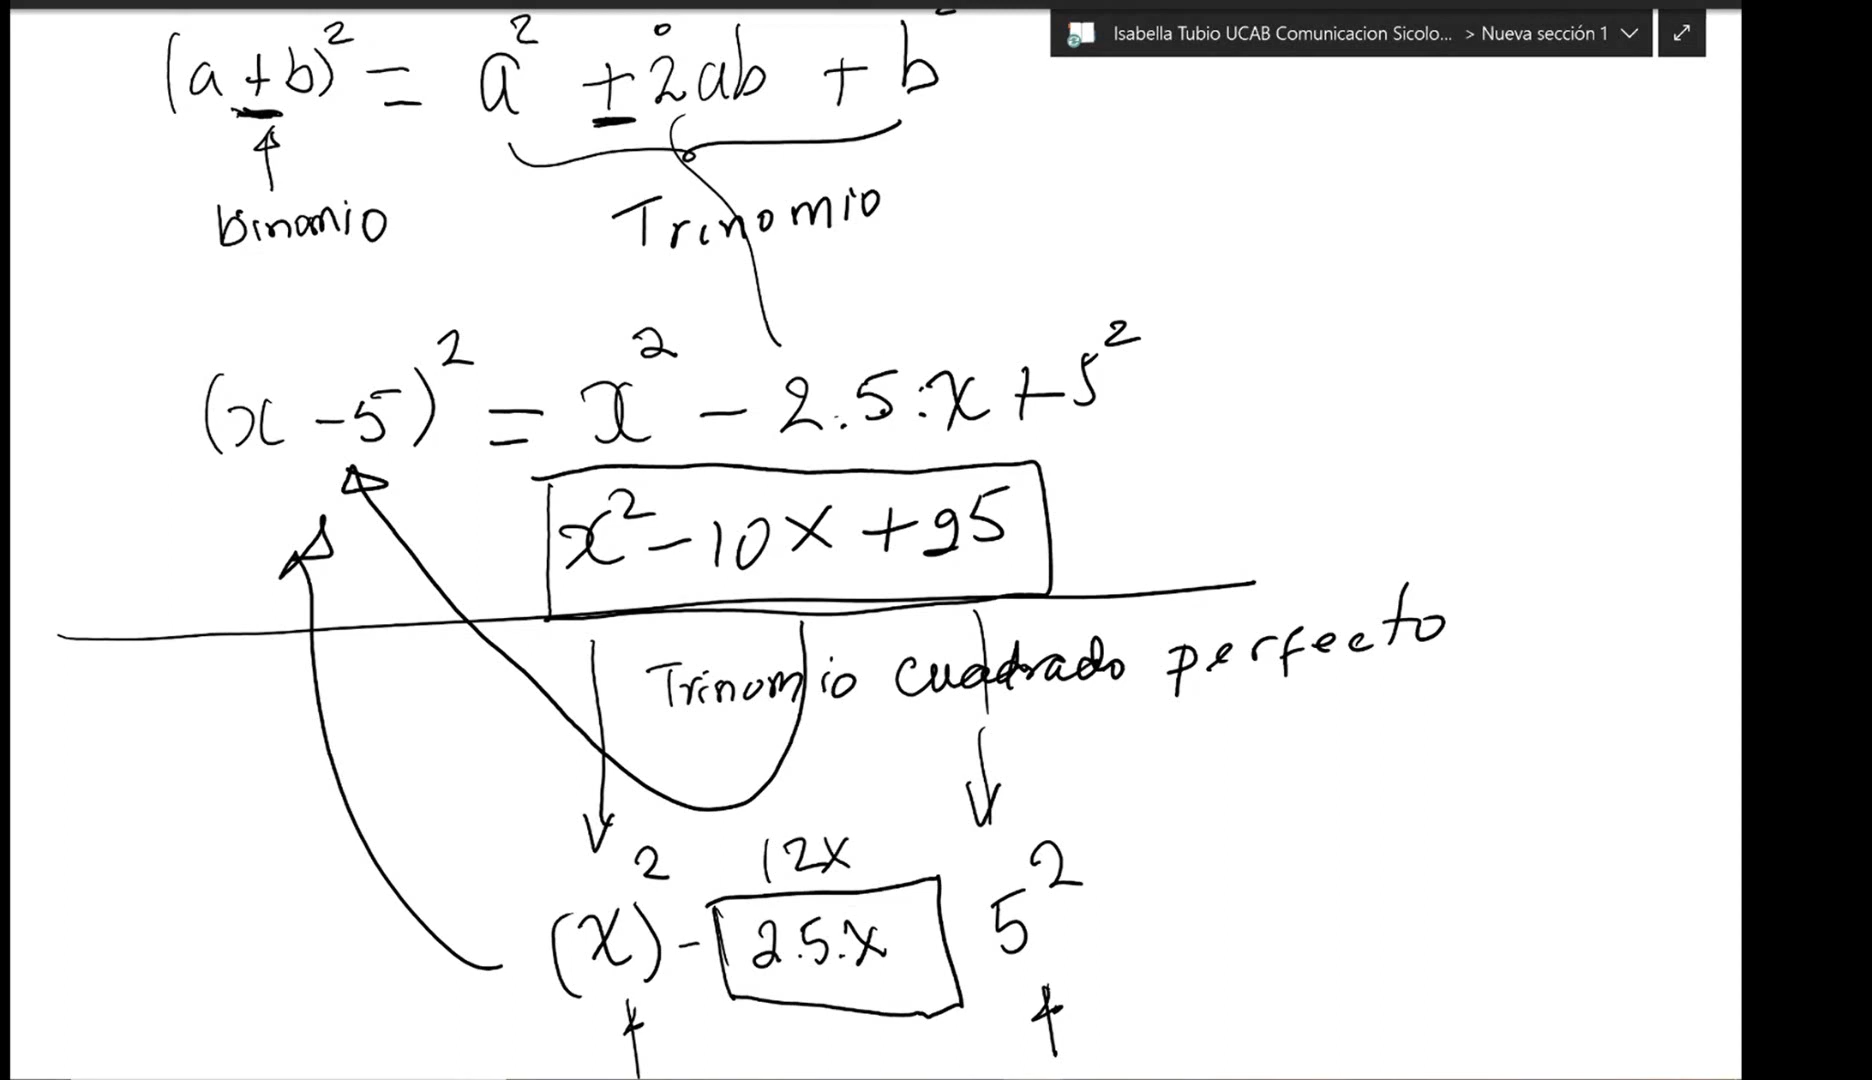 Isabella Tubio UCAB Comunicacion Sicolo... > Nueva sección 1
(a + b)² = a² + 2ab + b²
binomio
Trinomio
(x - 5)² = x² - 2.5.x + 5²
x² - 10x + 25
Trinomio cuadrado perfecto
12x
(x)² - 2.5.x 5²